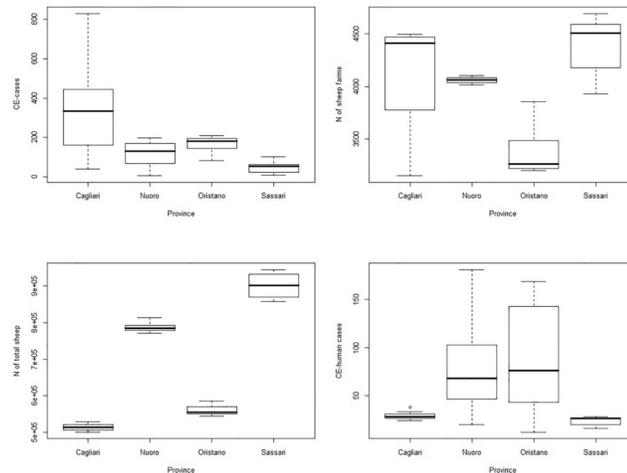 CE-cases
800
600
400
200
0
Cagliari Nuoro Oristano Sassari
Province
N of sheep farms
4500
4000
3500
Cagliari Nuoro Oristano Sassari
Province
N of total sheep
9e+05
8e+05
7e+05
6e+05
5e+05
Cagliari Nuoro Oristano Sassari
Province
CE-human cases
150
100
50
Cagliari Nuoro Oristano Sassari
Province